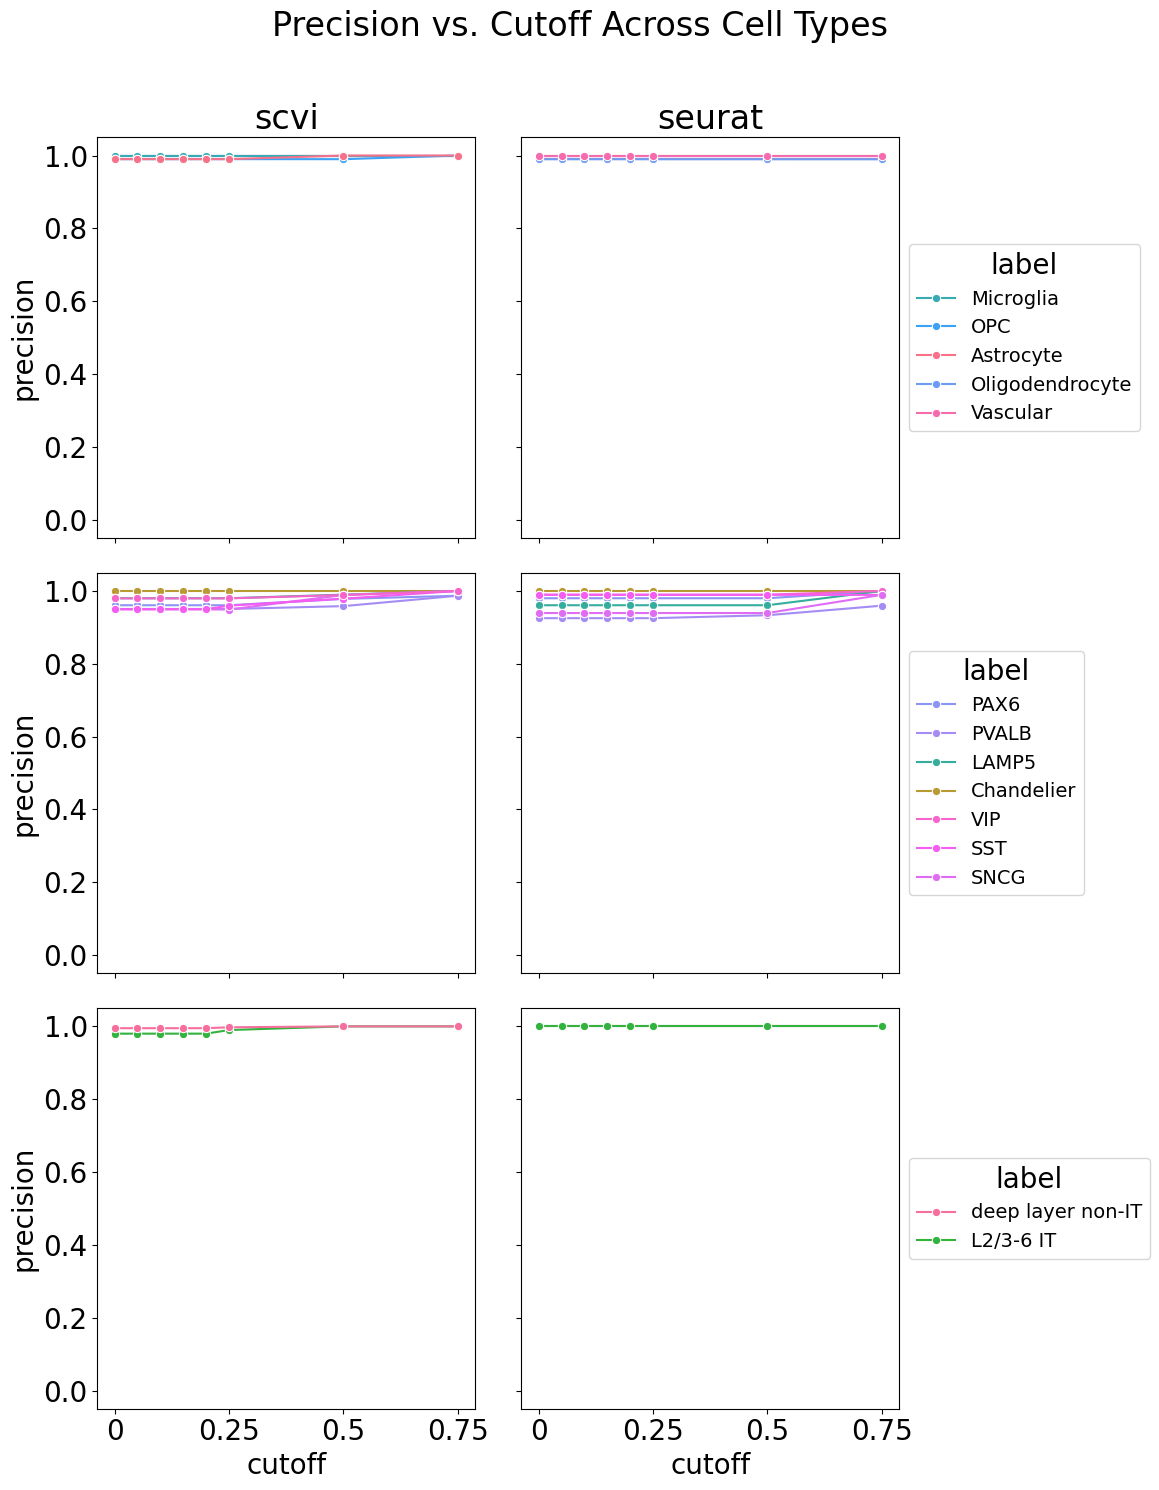 Precision vs. Cutoff Across Cell Types
scvi
seurat
1.0
0.8
0.6
0.4
0.2
0.0
precision
label
Microglia
OPC
Astrocyte
Oligodendrocyte
Vascular
1.0
0.8
0.6
0.4
0.2
0.0
precision
label
PAX6
PVALB
LAMP5
Chandelier
VIP
SST
SNCG
1.0
0.8
0.6
0.4
0.2
0.0
precision
label
deep layer non-IT
L2/3-6 IT
0 0.25 0.5 0.75
cutoff
0 0.25 0.5 0.75
cutoff